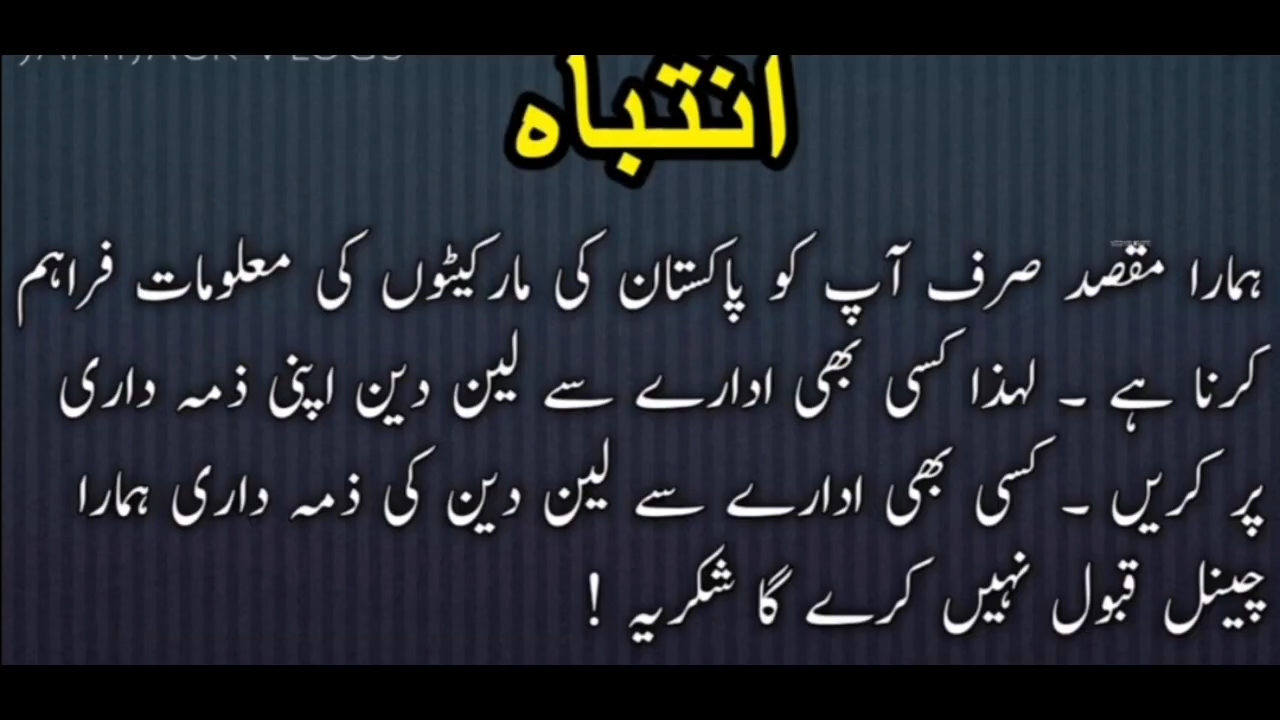 انتباہ
ہمارا مقصد صرف آپ کو پاکستان کی مارکیٹوں کی معلومات فراہم
کرنا ہے ۔ لہذا کسی بھی ادارے سے لین دین اپنی ذمہ داری
پر کریں ۔ کسی بھی ادارے سے لین دین کی ذمہ داری ہمارا
چینل قبول نہیں کرے گا شکریہ !